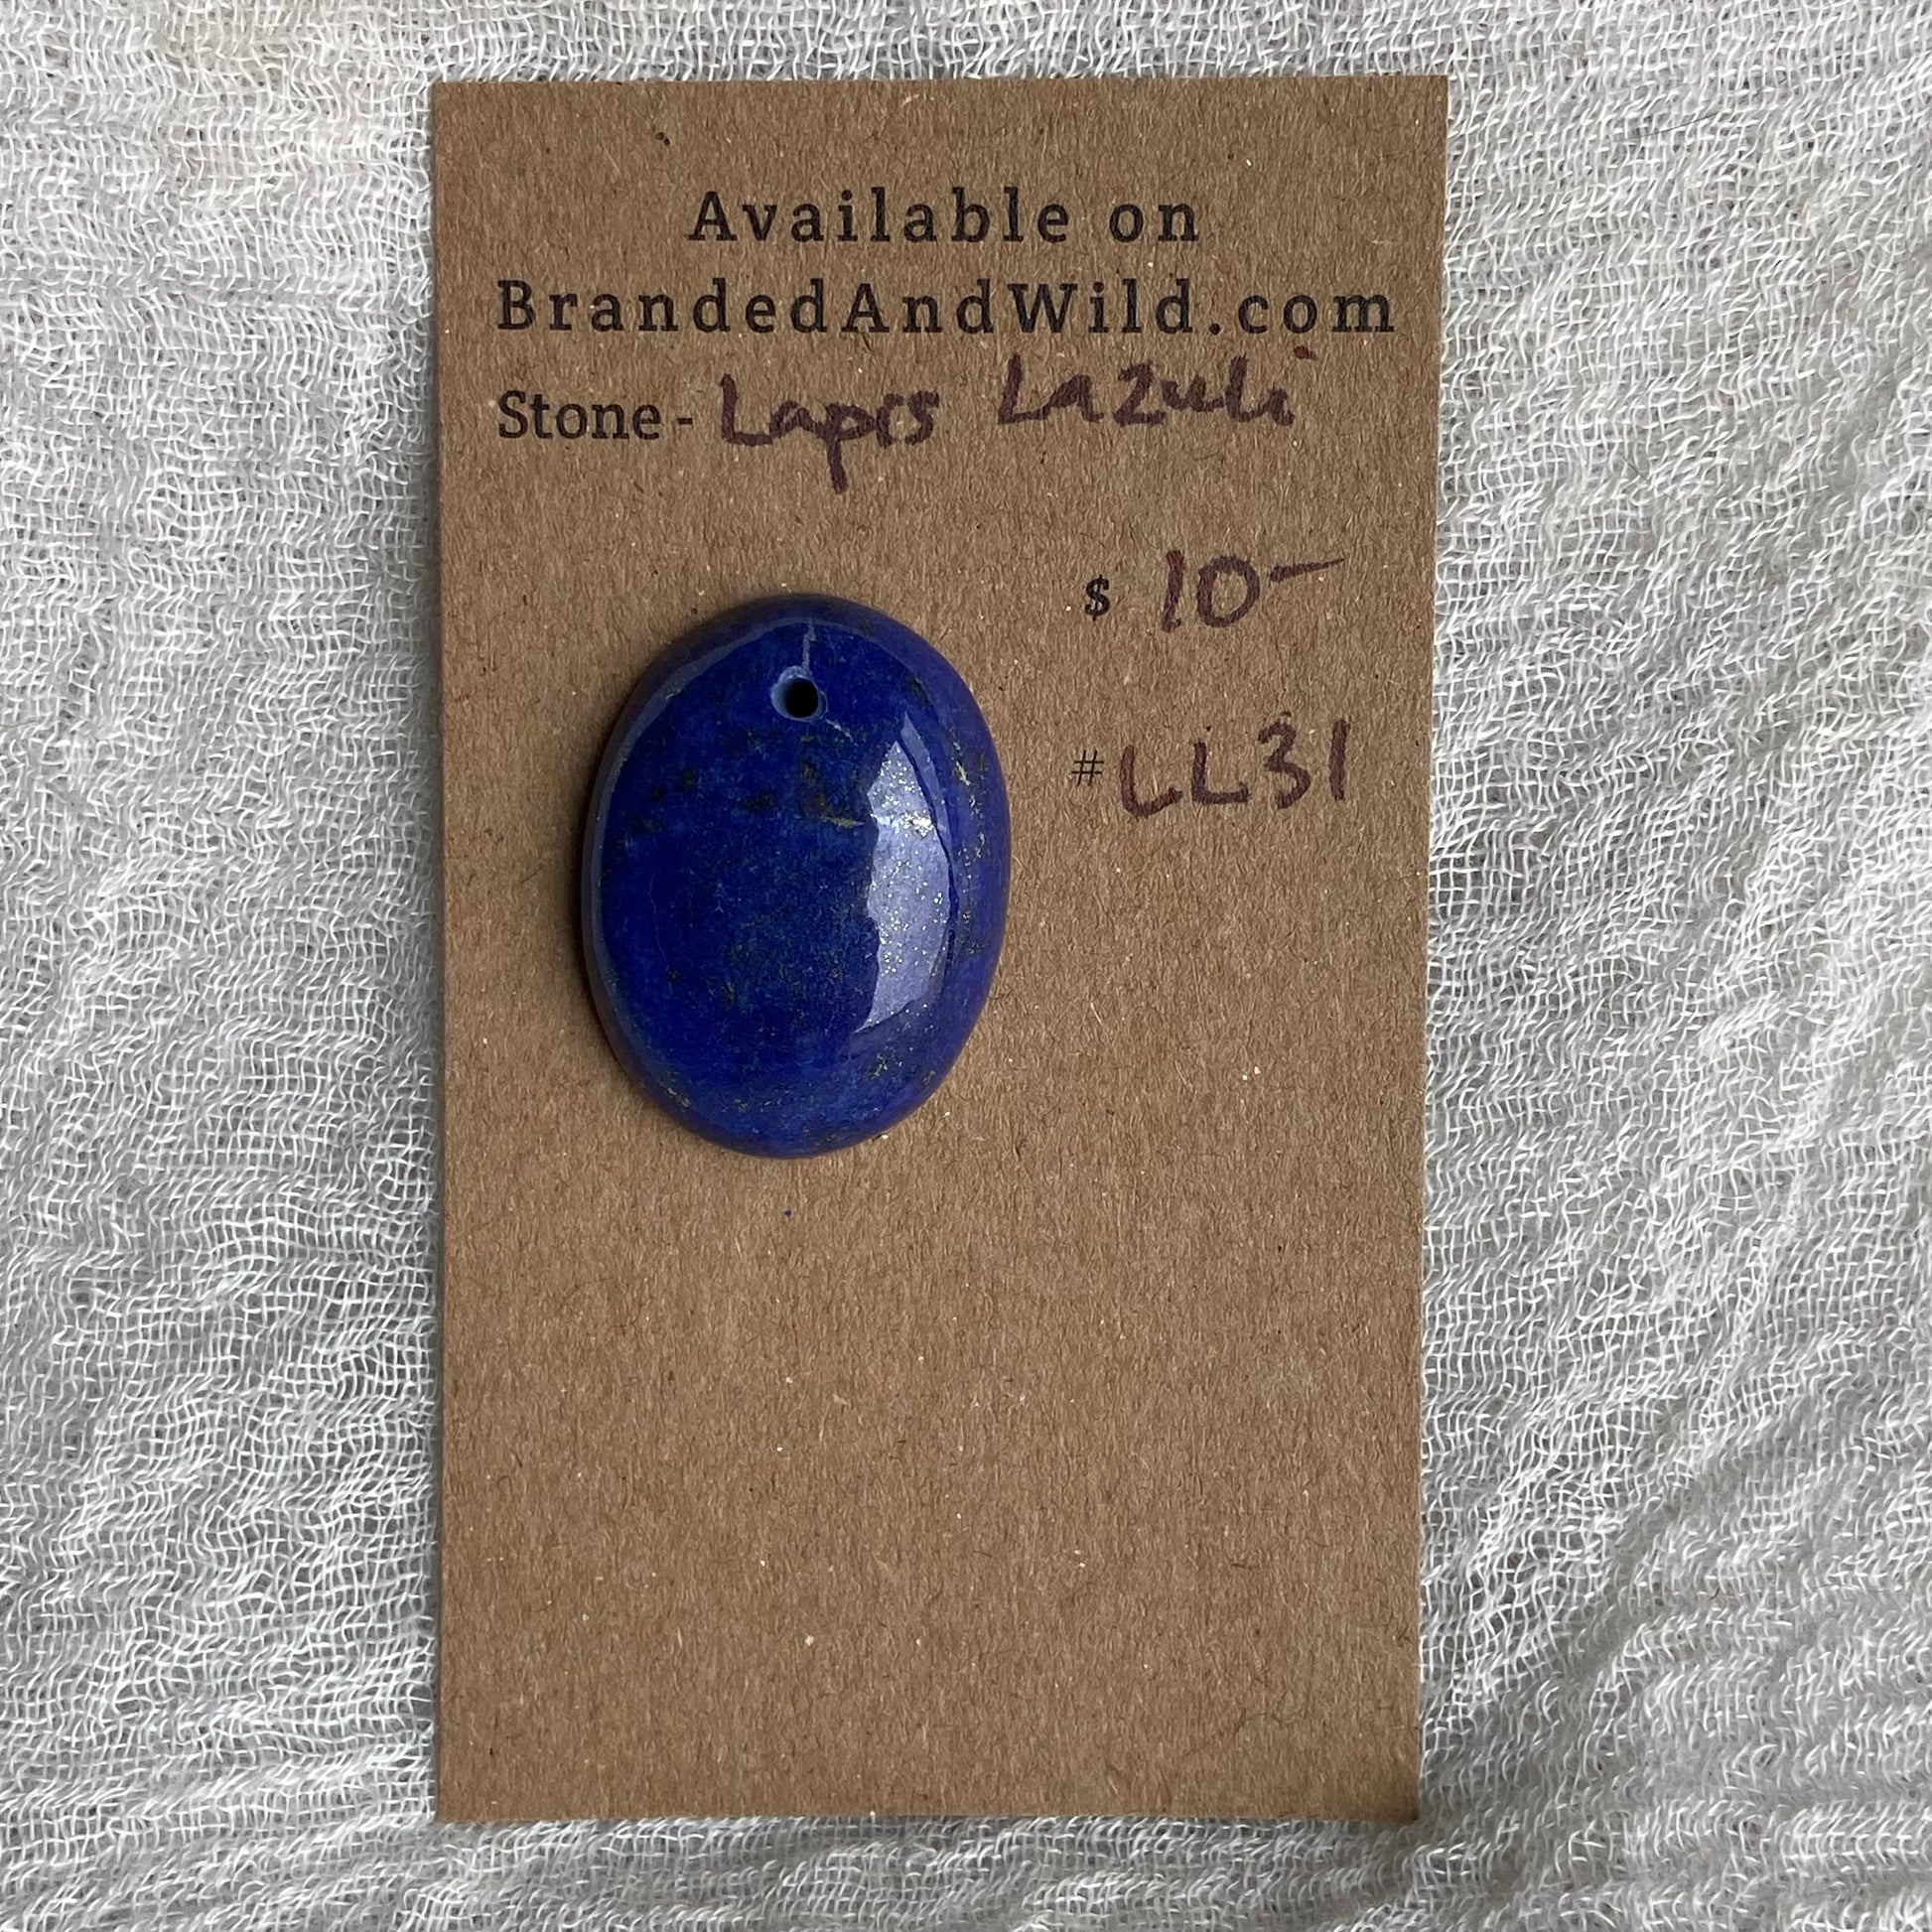 Available on
BrandedAndWild.com
Stone - Lapis Lazuli
$ 10-
#LL31